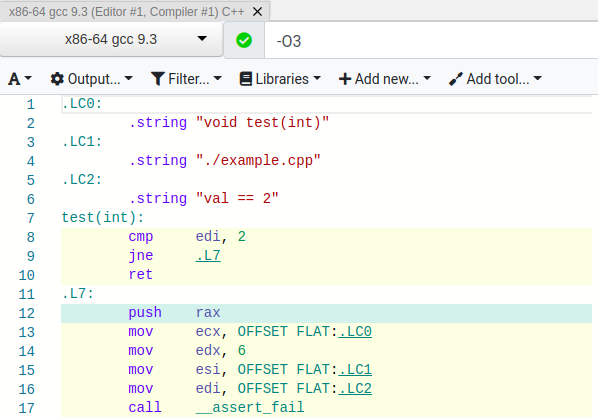 x86-64 gcc 9.3 (Editor #1, Compiler #1) C++ ×
x86-64 gcc 9.3 -O3
A Output... Filter... Libraries Add new... Add tool...
1 .LC0:
2 .string "void test(int)"
3 .LC1:
4 .string "./example.cpp"
5 .LC2:
6 .string "val == 2"
7 test(int):
8 cmp edi, 2
9 jne .L7
10 ret
11 .L7:
12 push rax
13 mov ecx, OFFSET FLAT:.LC0
14 mov edx, 6
15 mov esi, OFFSET FLAT:.LC1
16 mov edi, OFFSET FLAT:.LC2
17 call __assert_fail